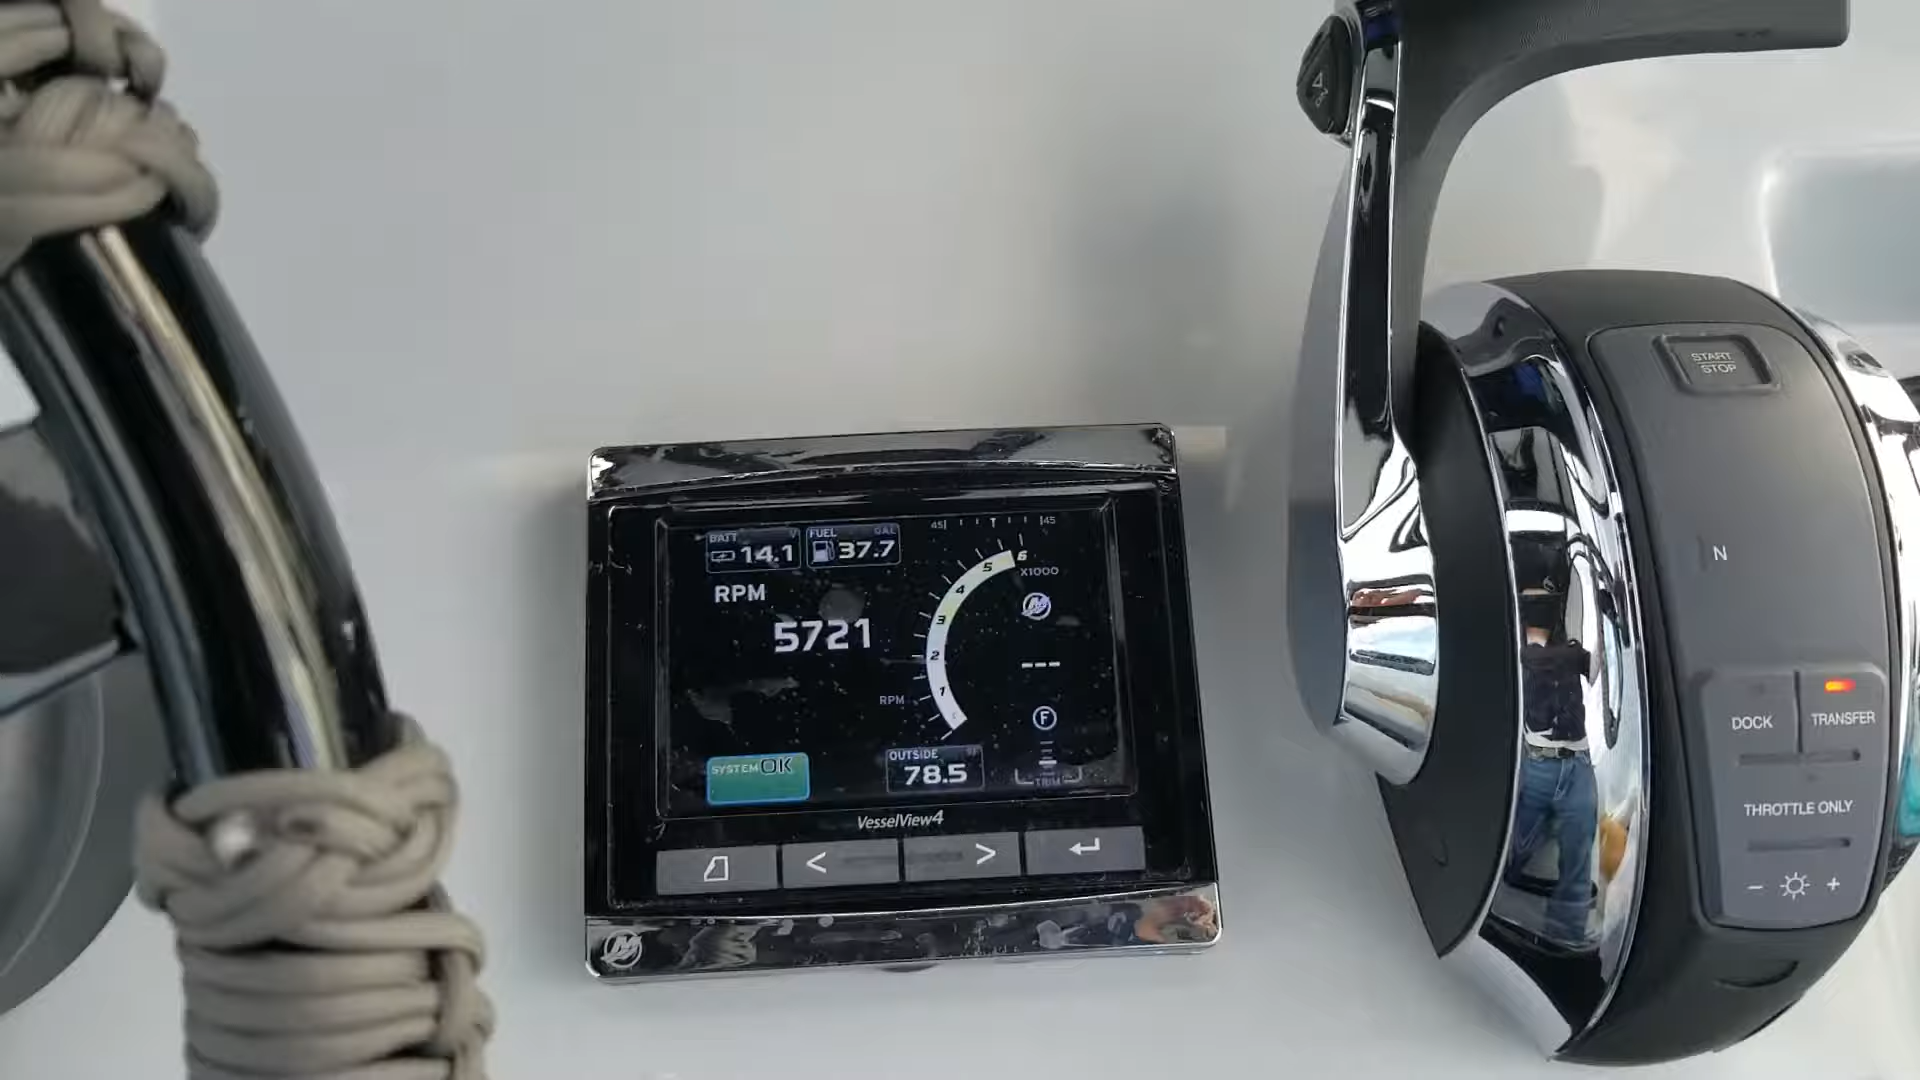 BATT V
14.1
FUEL GAL
37.7
45 45
RPM
5721
6
5
4
3
2
1
X1000
RPM
---
F
SYSTEM OK
OUTSIDE °F
78.5
TRIM
VesselView4
< >
START
STOP
N
DOCK
TRANSFER
THROTTLE ONLY
- +